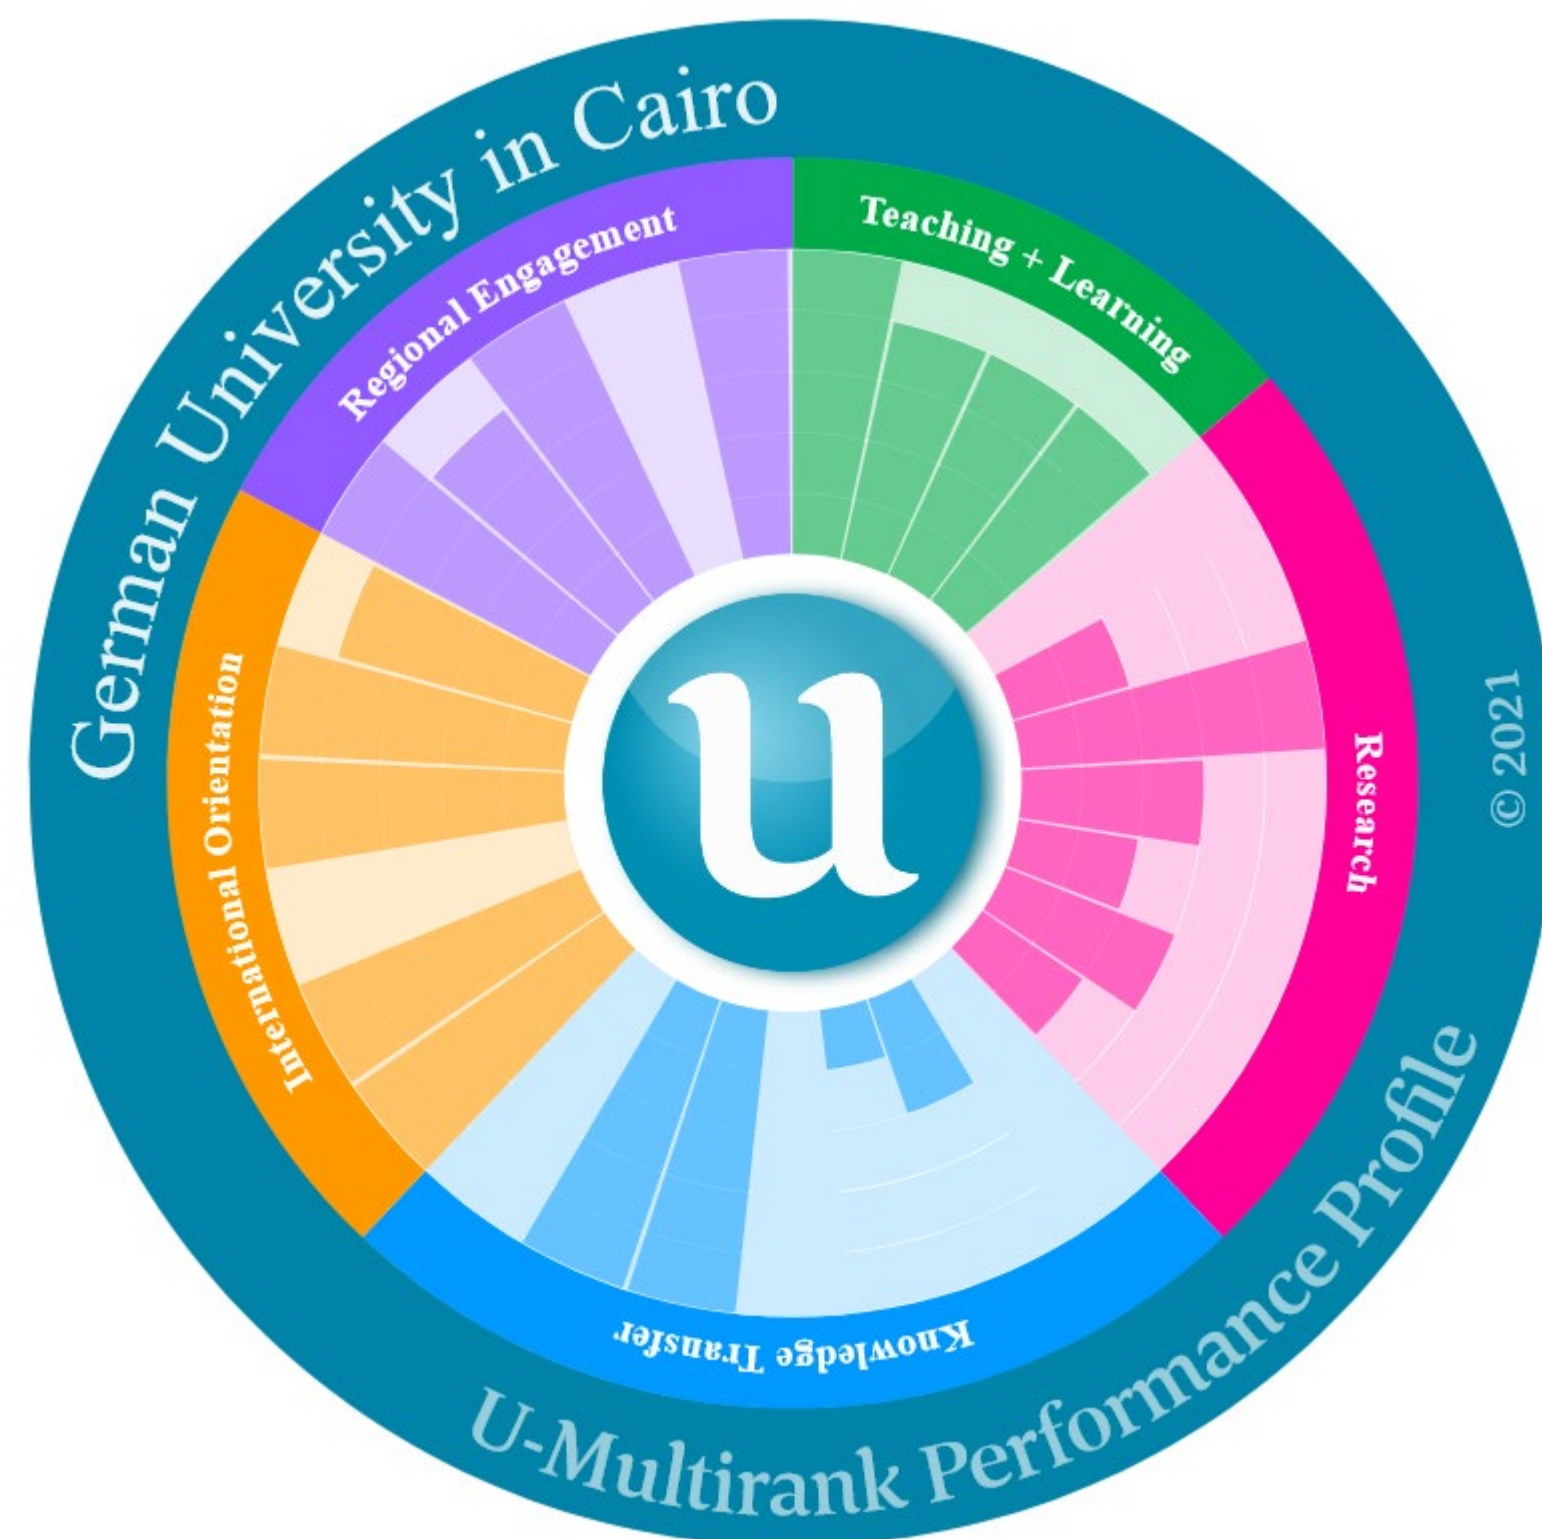 German University in Cairo
Regional Engagement
Teaching + Learning
Research
Knowledge Transfer
International Orientation
u
© 2021
U-Multirank Performance Profile